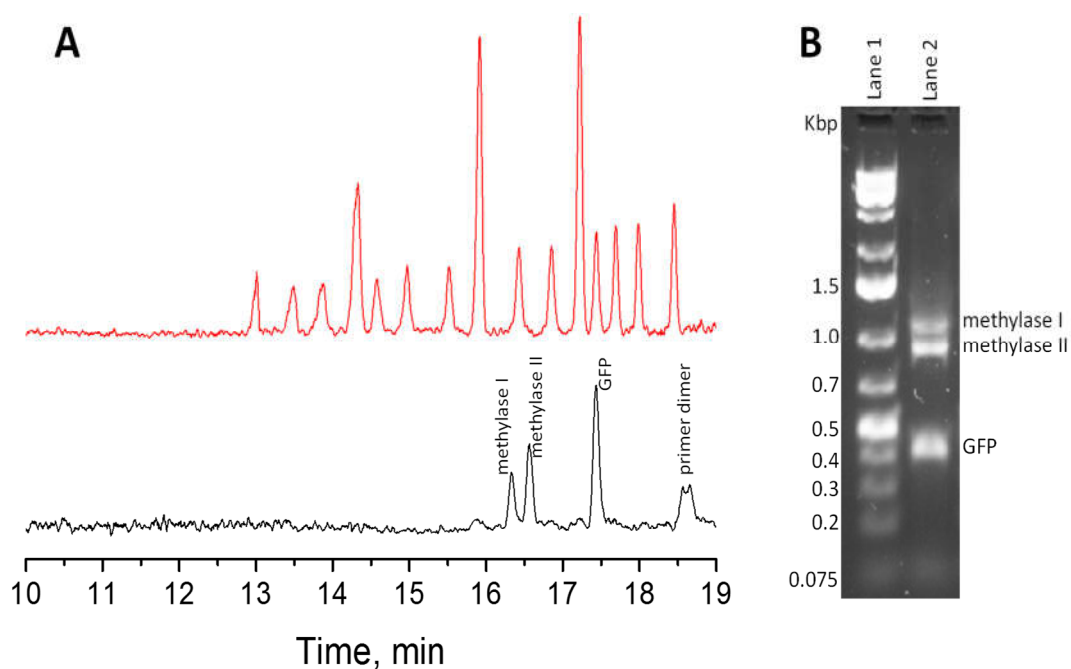 A
methylase I
methylase II
GFP
primer dimer
10 11 12 13 14 15 16 17 18 19
Time, min
B
Lane 1
Lane 2
Kbp
1.5
1.0
0.7
0.5
0.4
0.3
0.2
0.075
methylase I
methylase II
GFP